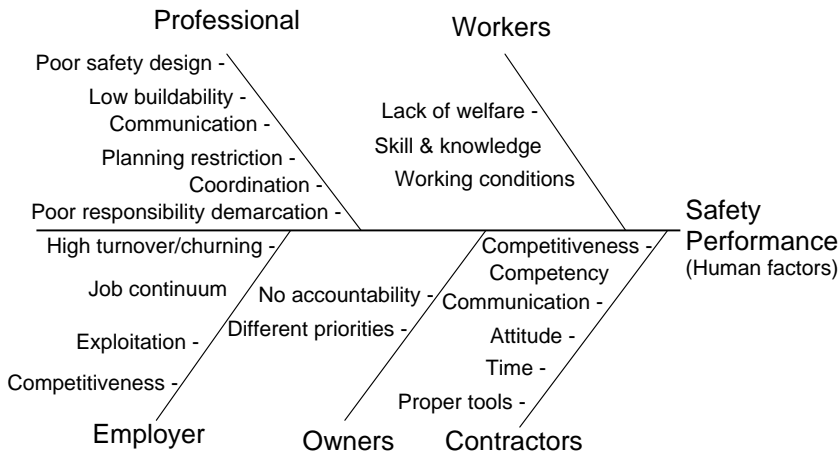 Professional
Workers
Poor safety design -
Low buildability -
Communication -
Planning restriction -
Coordination -
Poor responsibility demarcation -
Lack of welfare -
Skill & knowledge
Working conditions
Safety
Performance
(Human factors)
High turnover/churning -
Job continuum
Exploitation -
Competitiveness -
Employer
No accountability -
Different priorities -
Owners
Competitiveness -
Competency
Communication -
Attitude -
Time -
Proper tools -
Contractors